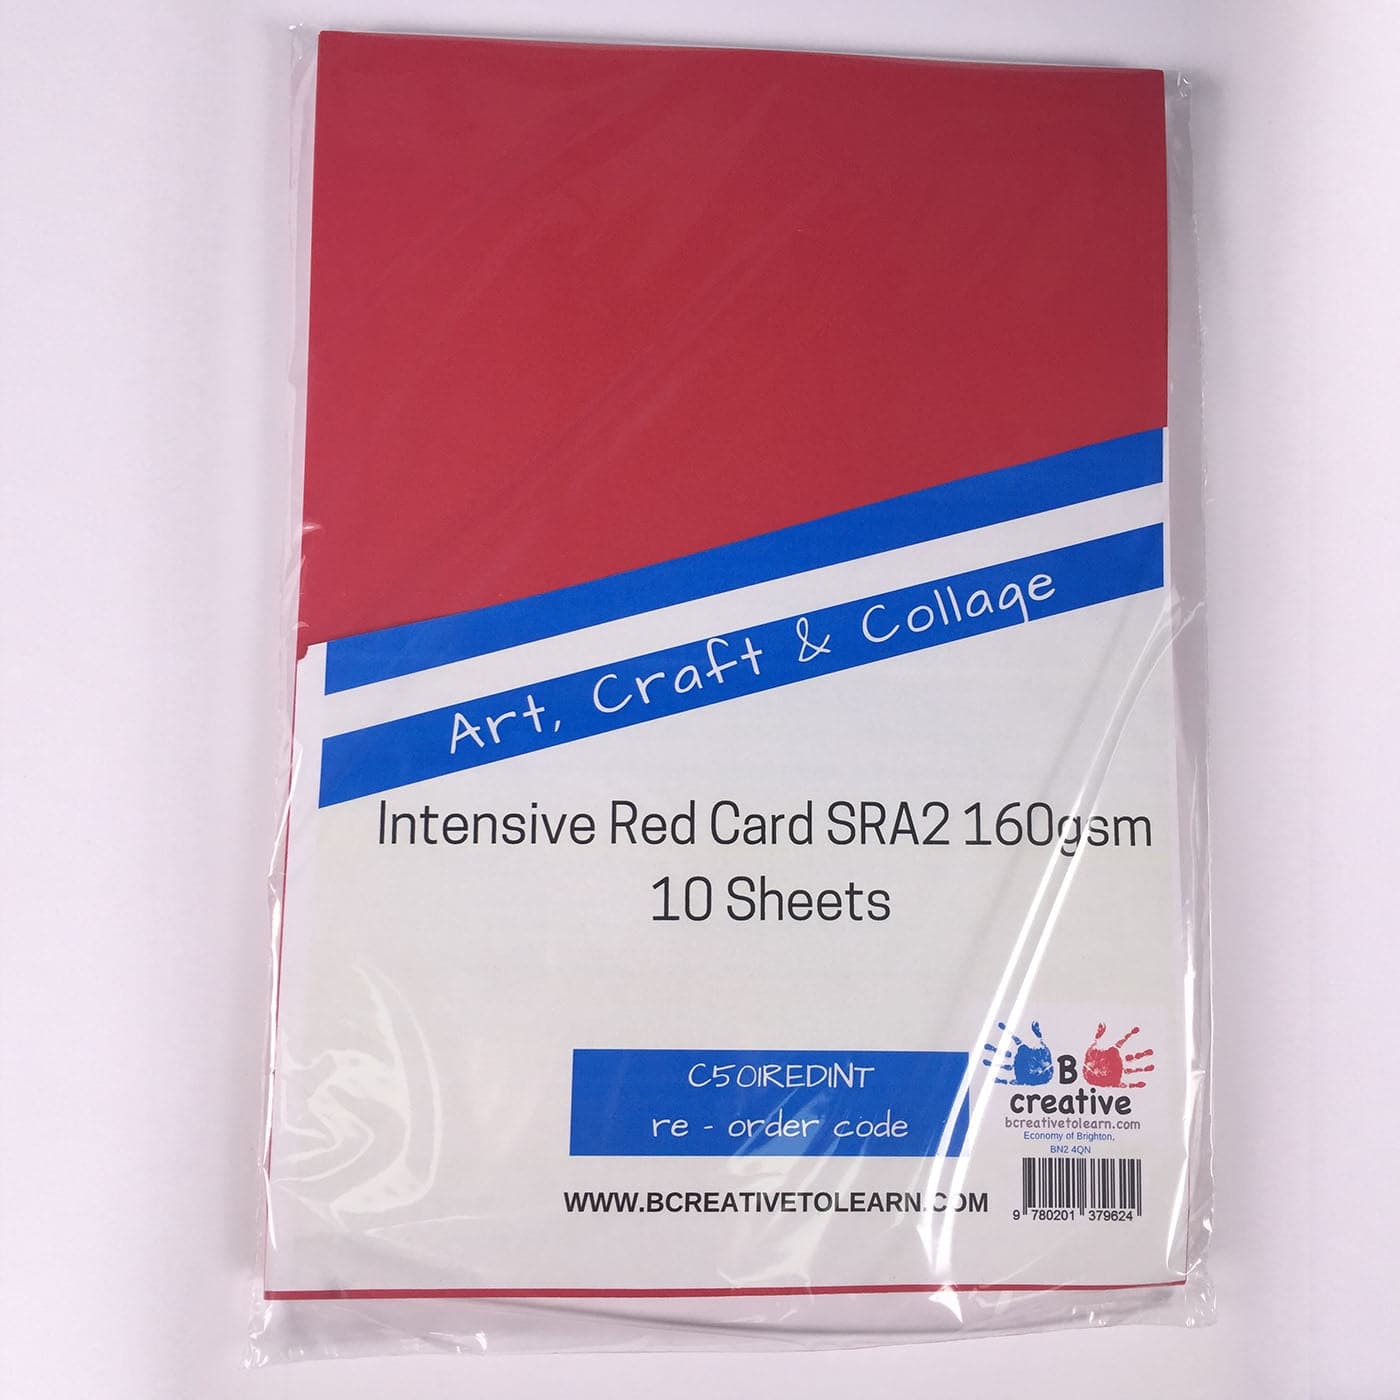 Art, Craft & Collage
Intensive Red Card SRA2 160gsm
10 Sheets
C501REDINT
re - order code
B
creative
bcreativetolearn.com
Economy of Brighton,
BN2 4QN
WWW.BCREATIVETOLEARN.COM
9 780201 379624